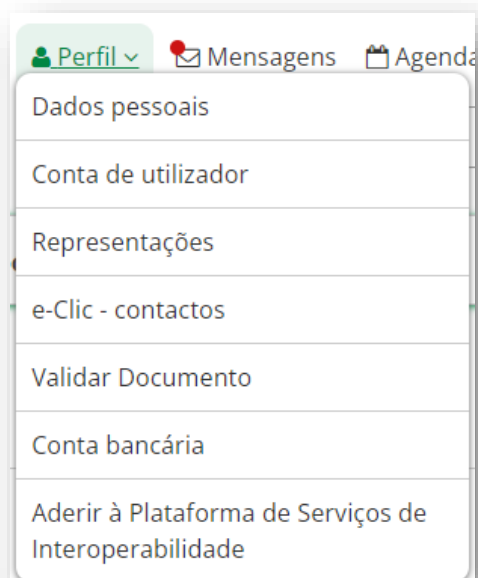 Perfil Mensagens Agenda
Dados pessoais
Conta de utilizador
Representações
e-Clic - contactos
Validar Documento
Conta bancária
Aderir à Plataforma de Serviços de
Interoperabilidade